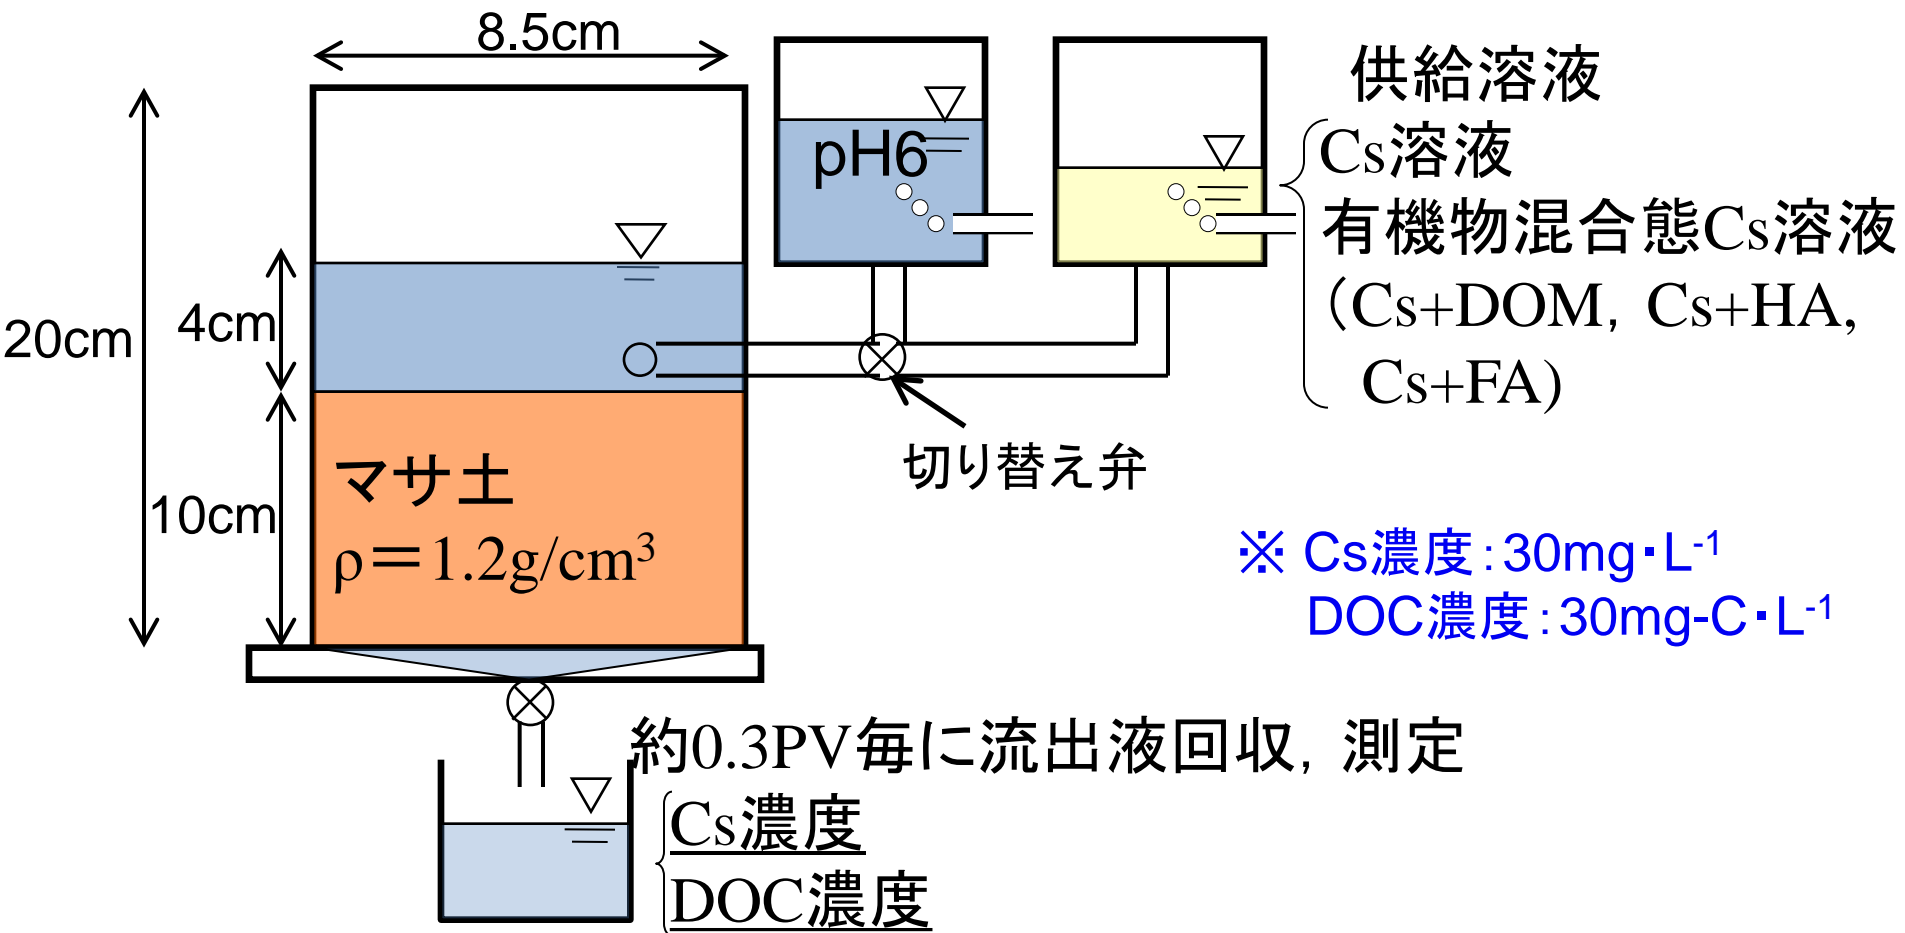 8.5cm
20cm
4cm
10cm
マサ土
ρ＝1.2g/cm³
pH6
切り替え弁
供給溶液
Cs溶液
有機物混合態Cs溶液
（Cs+DOM，Cs+HA,
Cs+FA)
※ Cs濃度：30mg・L⁻¹
DOC濃度：30mg-C・L⁻¹
約0.3PV毎に流出液回収，測定
Cs濃度
DOC濃度